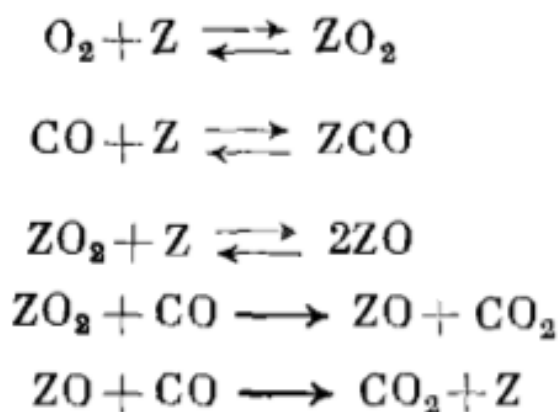 O₂+Z ⇄ ZO₂
CO+Z ⇄ ZCO
ZO₂+Z ⇄ 2ZO
ZO₂+CO ⟶ ZO+CO₂
ZO+CO ⟶ CO₂+Z